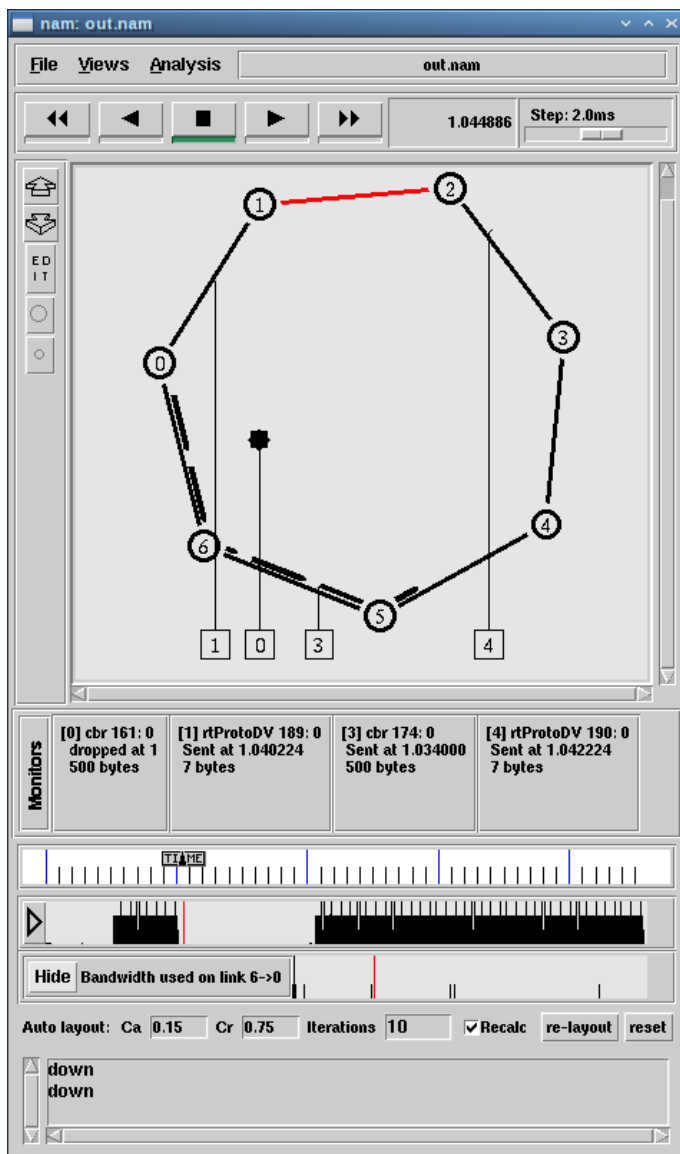 nam: out.nam
File Views Analysis out.nam
1.044886 Step: 2.0ms
E D
I T
1
2
0
3
6
4
5
1 0 3 4
Monitors
[0] cbr 161: 0
dropped at 1
500 bytes
[1] rtProtoDV 189: 0
Sent at 1.040224
7 bytes
[3] cbr 174: 0
Sent at 1.034000
500 bytes
[4] rtProtoDV 190: 0
Sent at 1.042224
7 bytes
TIME
Hide Bandwidth used on link 6->0
Auto layout: Ca 0.15 Cr 0.75 Iterations 10 Recalc re-layout reset
down
down